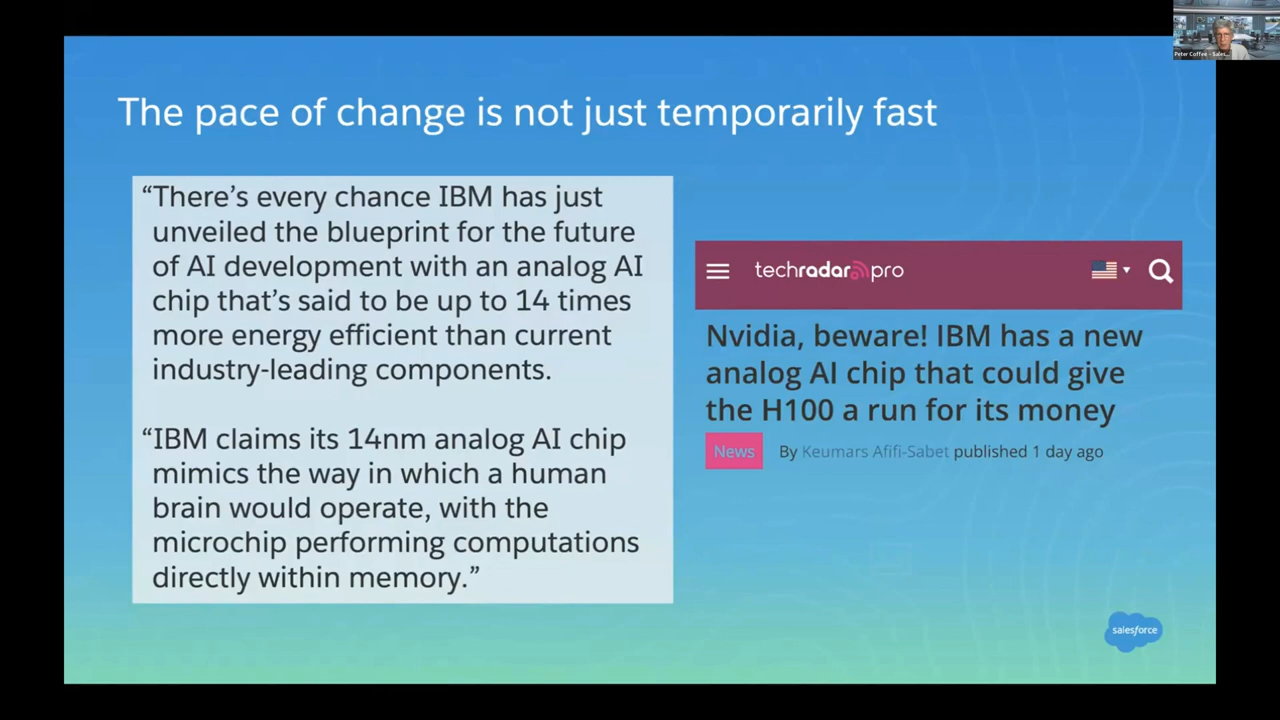 Peter Coffee - Sales...
The pace of change is not just temporarily fast
“There’s every chance IBM has just
unveiled the blueprint for the future
of AI development with an analog AI
chip that’s said to be up to 14 times
more energy efficient than current
industry-leading components.
“IBM claims its 14nm analog AI chip
mimics the way in which a human
brain would operate, with the
microchip performing computations
directly within memory.”
techradar pro
Nvidia, beware! IBM has a new
analog AI chip that could give
the H100 a run for its money
News By Keumars Afifi-Sabet published 1 day ago
salesforce